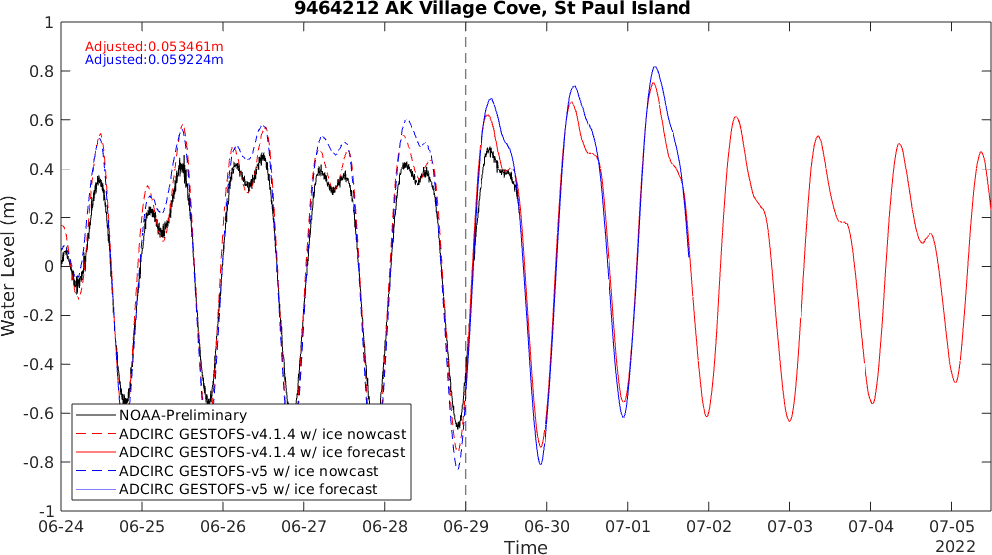 9464212 AK Village Cove, St Paul Island
Adjusted:0.053461m
Adjusted:0.059224m
1
0.8
0.6
0.4
0.2
0
-0.2
-0.4
-0.6
-0.8
-1
Water Level (m)
NOAA-Preliminary
ADCIRC GESTOFS-v4.1.4 w/ ice nowcast
ADCIRC GESTOFS-v4.1.4 w/ ice forecast
ADCIRC GESTOFS-v5 w/ ice nowcast
ADCIRC GESTOFS-v5 w/ ice forecast
06-24 06-25 06-26 06-27 06-28 06-29 06-30 07-01 07-02 07-03 07-04 07-05
Time
2022